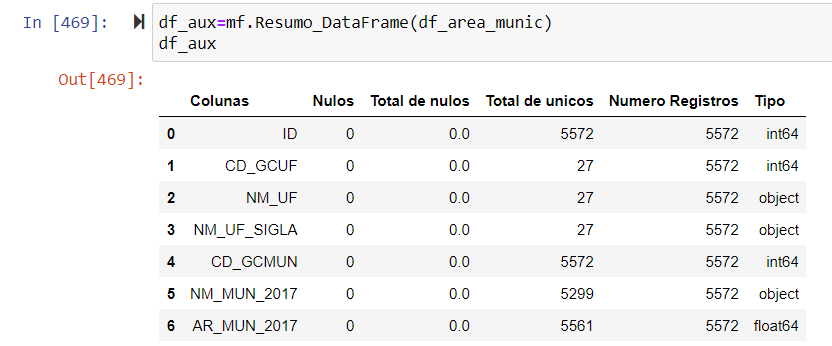 In [469]: df_aux=mf.Resumo_DataFrame(df_area_munic)
df_aux
Out[469]:
Colunas Nulos Total de nulos Total de unicos Numero Registros Tipo
0 ID 0 0.0 5572 5572 int64
1 CD_GCUF 0 0.0 27 5572 int64
2 NM_UF 0 0.0 27 5572 object
3 NM_UF_SIGLA 0 0.0 27 5572 object
4 CD_GCMUN 0 0.0 5572 5572 int64
5 NM_MUN_2017 0 0.0 5299 5572 object
6 AR_MUN_2017 0 0.0 5561 5572 float64